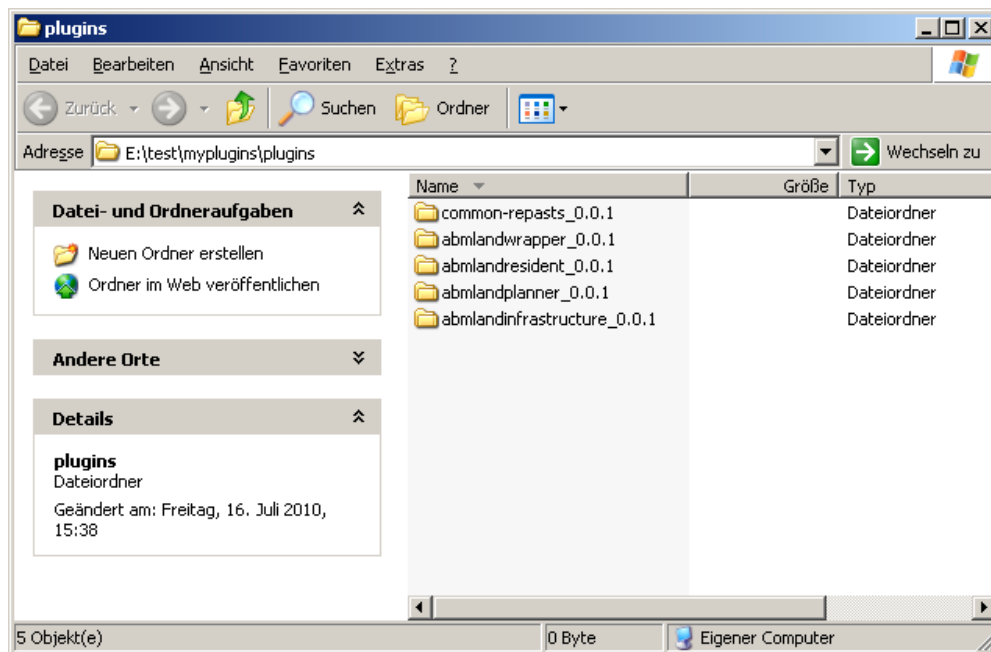 plugins
Datei Bearbeiten Ansicht Favoriten Extras ?
Zurück Suchen Ordner
Adresse E:\test\myplugins\plugins Wechseln zu
Datei- und Ordneraufgaben
Neuen Ordner erstellen
Ordner im Web veröffentlichen
Andere Orte
Details
plugins
Dateiordner
Geändert am: Freitag, 16. Juli 2010,
15:38
Name Größe Typ
common-repasts_0.0.1 Dateiordner
abmlandwrapper_0.0.1 Dateiordner
abmlandresident_0.0.1 Dateiordner
abmlandplanner_0.0.1 Dateiordner
abmlandinfrastructure_0.0.1 Dateiordner
5 Objekt(e) 0 Byte Eigener Computer